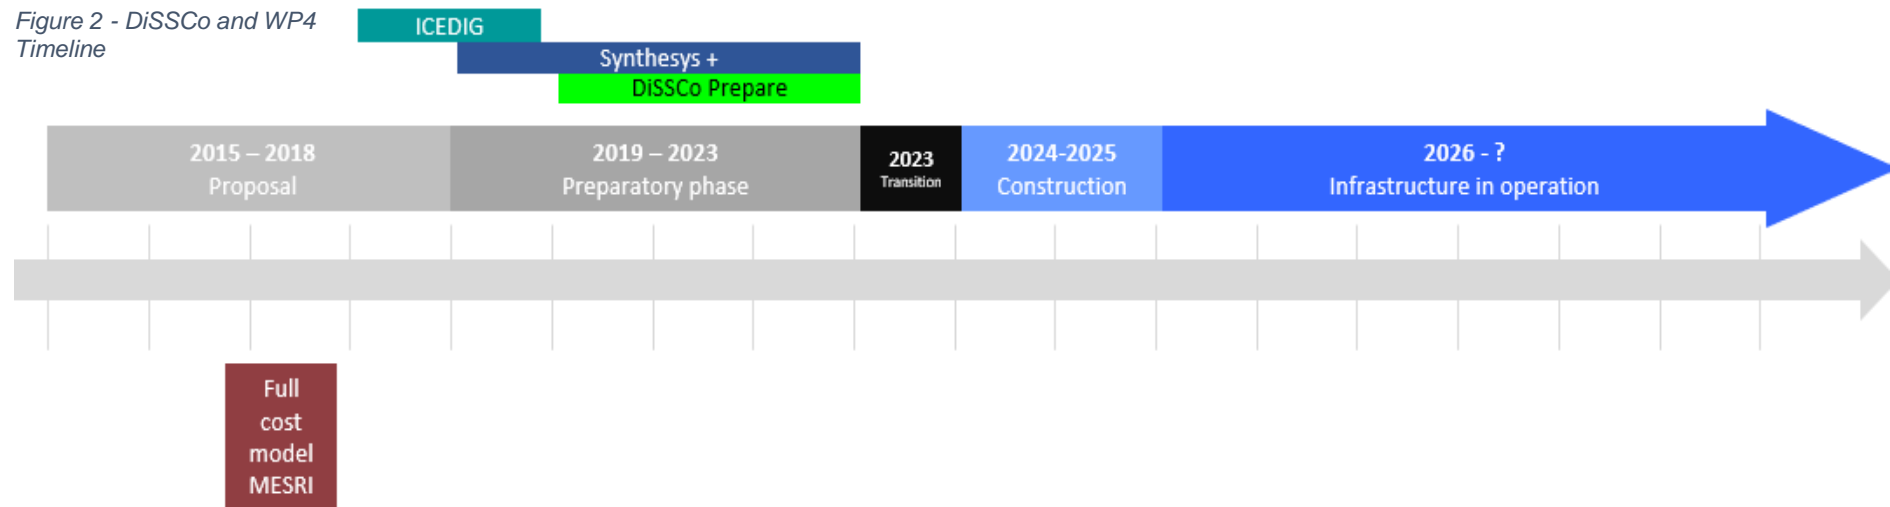 Figure 2 - DiSSCo and WP4
Timeline
ICEDIG
Synthesys +
DiSSCo Prepare
2015 – 2018
Proposal
2019 – 2023
Preparatory phase
2023
Transition
2024-2025
Construction
2026 - ?
Infrastructure in operation
Full
cost
model
MESRI